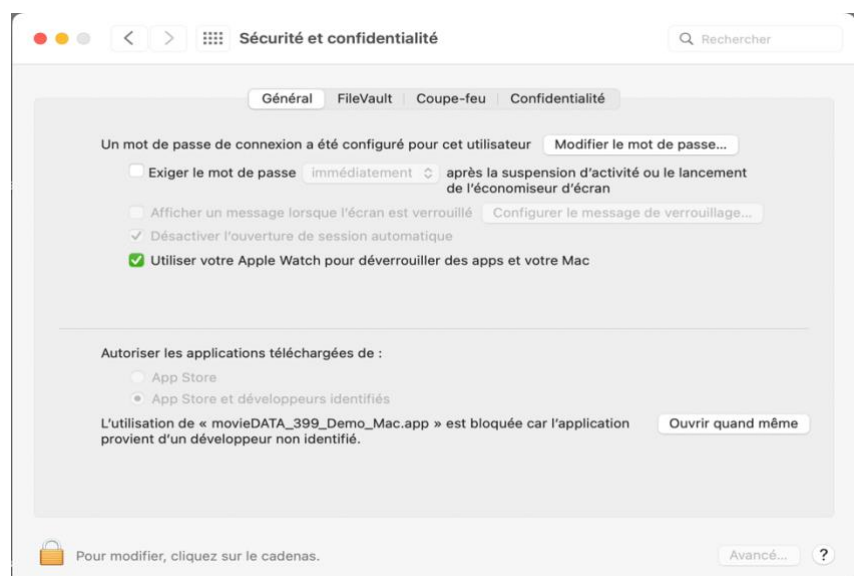 Sécurité et confidentialité
Rechercher
Général FileVault Coupe-feu Confidentialité
Un mot de passe de connexion a été configuré pour cet utilisateur Modifier le mot de passe...
Exiger le mot de passe immédiatement après la suspension d'activité ou le lancement
de l'économiseur d'écran
Afficher un message lorsque l'écran est verrouillé Configurer le message de verrouillage...
Désactiver l'ouverture de session automatique
Utiliser votre Apple Watch pour déverrouiller des apps et votre Mac
Autoriser les applications téléchargées de :
App Store
App Store et développeurs identifiés
L'utilisation de « movieDATA_399_Demo_Mac.app » est bloquée car l'application Ouvrir quand même
provient d'un développeur non identifié.
Pour modifier, cliquez sur le cadenas. Avancé... ?